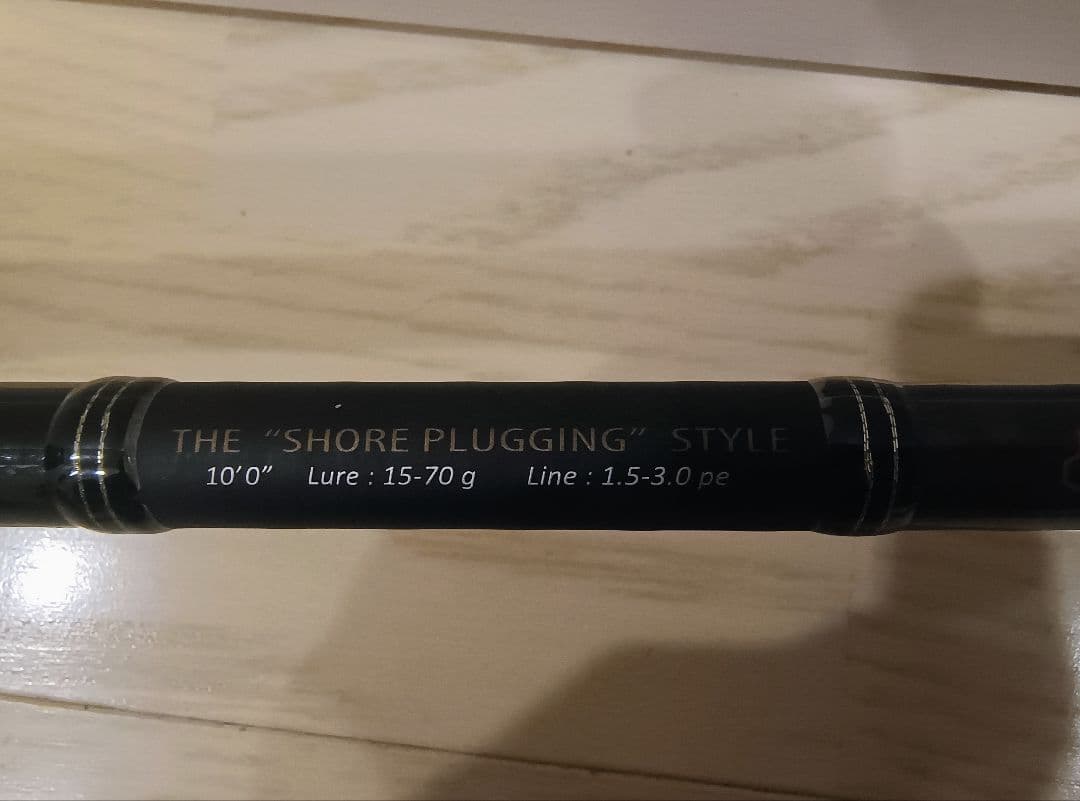 THE “SHORE PLUGGING” STYLE
10’0” Lure : 15-70 g Line : 1.5-3.0 pe